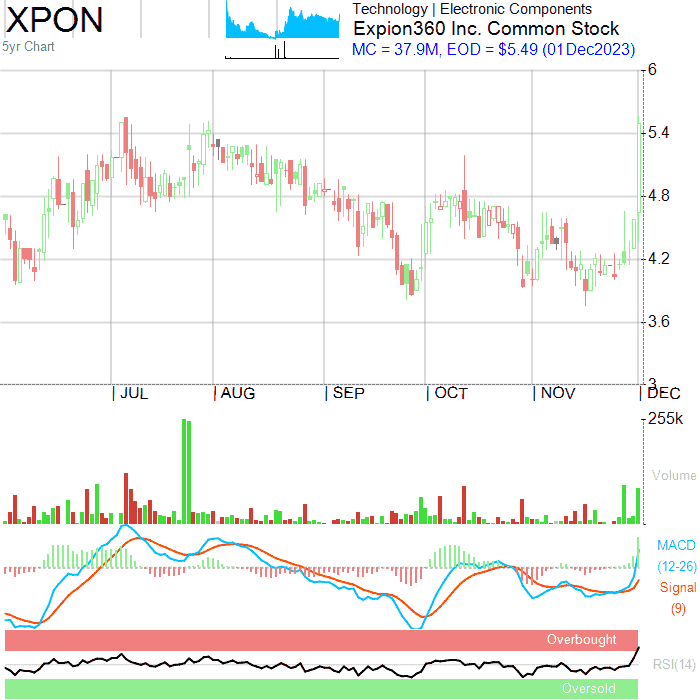 XPON
5yr Chart
Technology | Electronic Components
Expion360 Inc. Common Stock
MC = 37.9M, EOD = $5.49 (01Dec2023)
6
5.4
4.8
4.2
3.6
3
| JUL | AUG | SEP | OCT | NOV | DEC
255k
Volume
MACD
(12-26)
Signal
(9)
Overbought
RSI(14)
Oversold